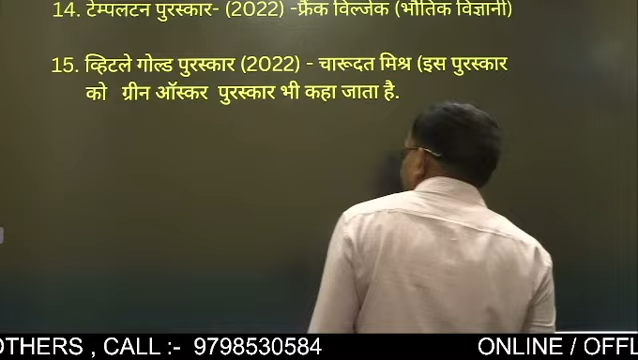 14. टेम्पलटन पुरस्कार- (2022) -फ्रैंक विल्जेक (भौतिक विज्ञानी)
15. व्हिटले गोल्ड पुरस्कार (2022) - चारूदत मिश्र (इस पुरस्कार
को ग्रीन ऑस्कर पुरस्कार भी कहा जाता है.
OTHERS , CALL :- 9798530584 ONLINE / OFFL